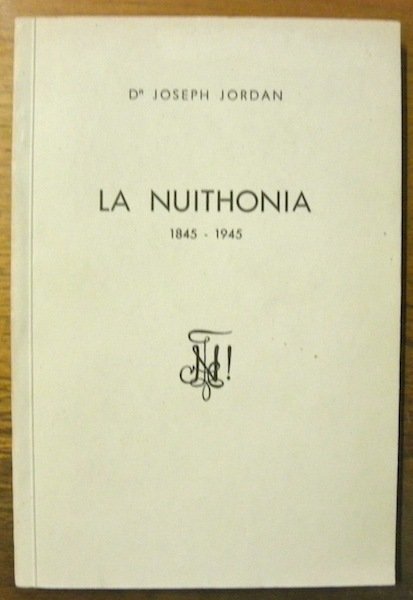 Dᴿ JOSEPH JORDAN
LA NUITHONIA
1845 - 1945